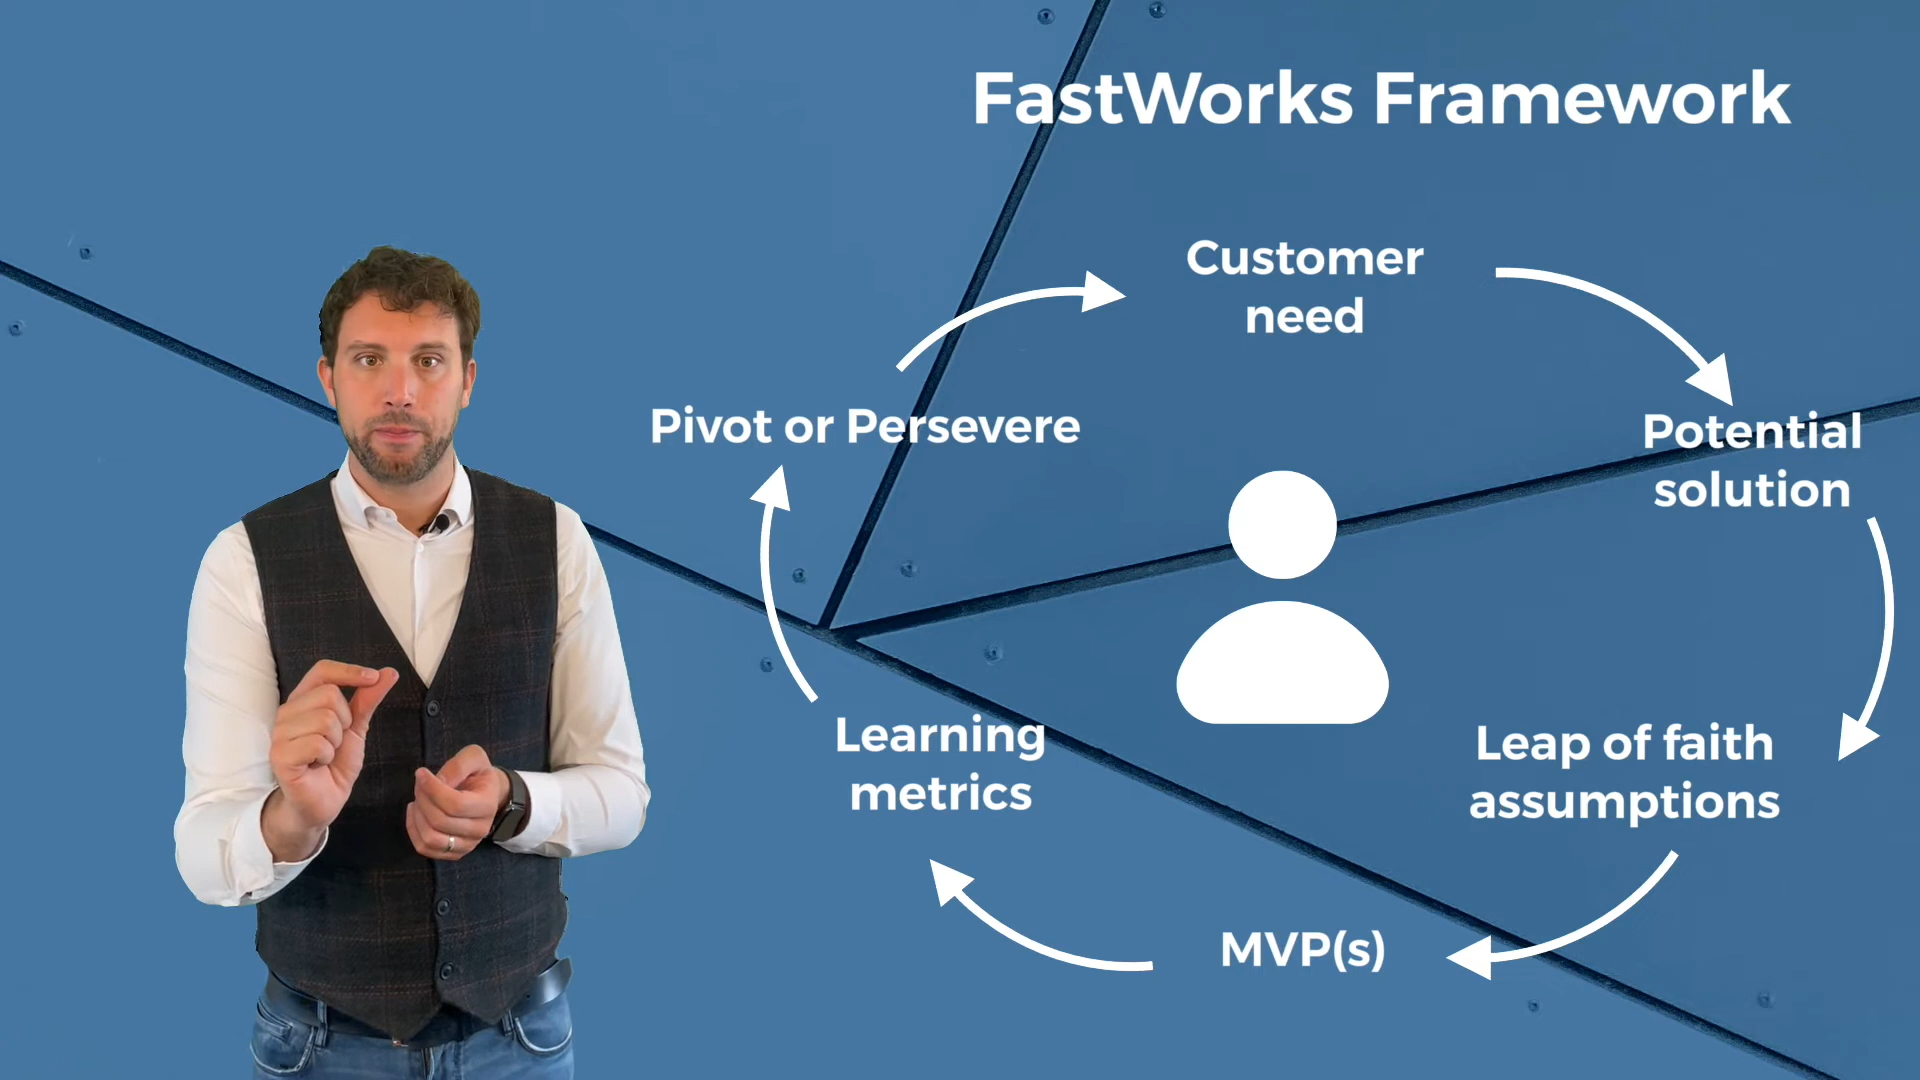 FastWorks Framework
Customer
need
Potential
solution
Leap of faith
assumptions
MVP(s)
Learning
metrics
Pivot or Persevere